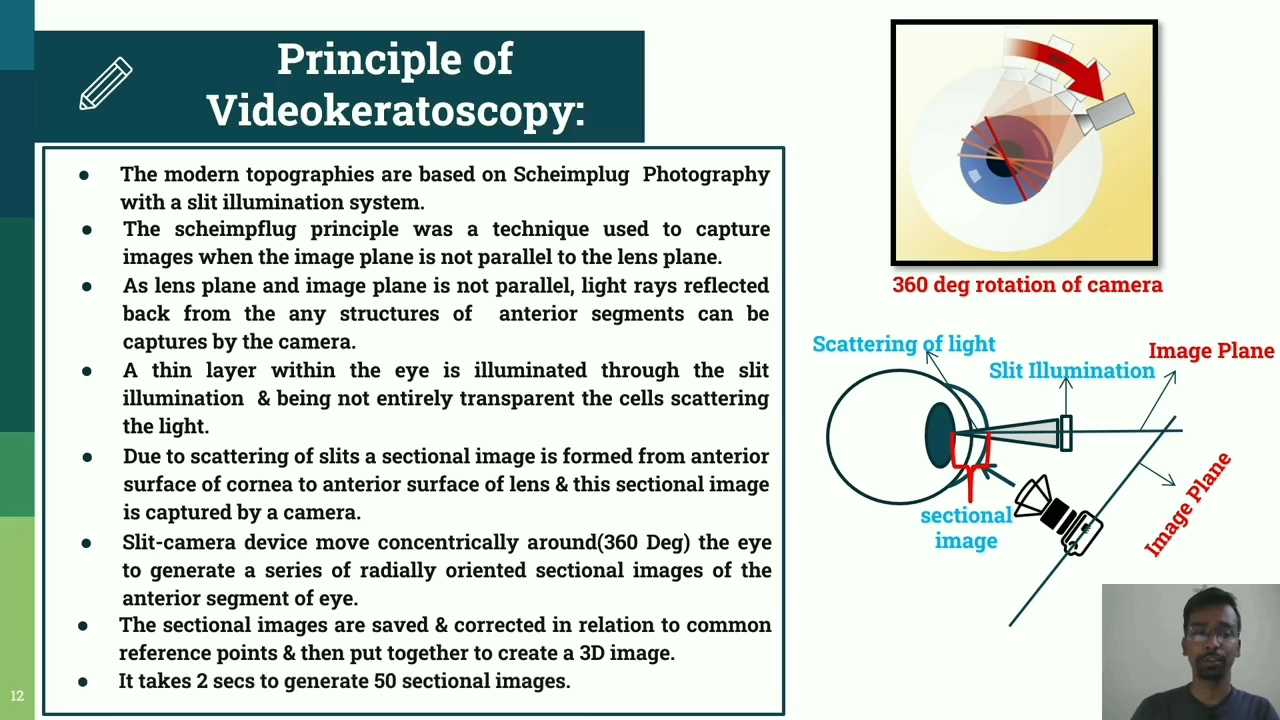 Principle of
Videokeratoscopy:
The modern topographies are based on Scheimplug Photography
with a slit illumination system.
The scheimpflug principle was a technique used to capture
images when the image plane is not parallel to the lens plane.
As lens plane and image plane is not parallel, light rays reflected
back from the any structures of anterior segments can be
captures by the camera.
A thin layer within the eye is illuminated through the slit
illumination & being not entirely transparent the cells scattering
the light.
Due to scattering of slits a sectional image is formed from anterior
surface of cornea to anterior surface of lens & this sectional image
is captured by a camera.
Slit-camera device move concentrically around(360 Deg) the eye
to generate a series of radially oriented sectional images of the
anterior segment of eye.
The sectional images are saved & corrected in relation to common
reference points & then put together to create a 3D image.
It takes 2 secs to generate 50 sectional images.
12
360 deg rotation of camera
Scattering of light
Image Plane
Slit Illumination
sectional
image
Image Plane